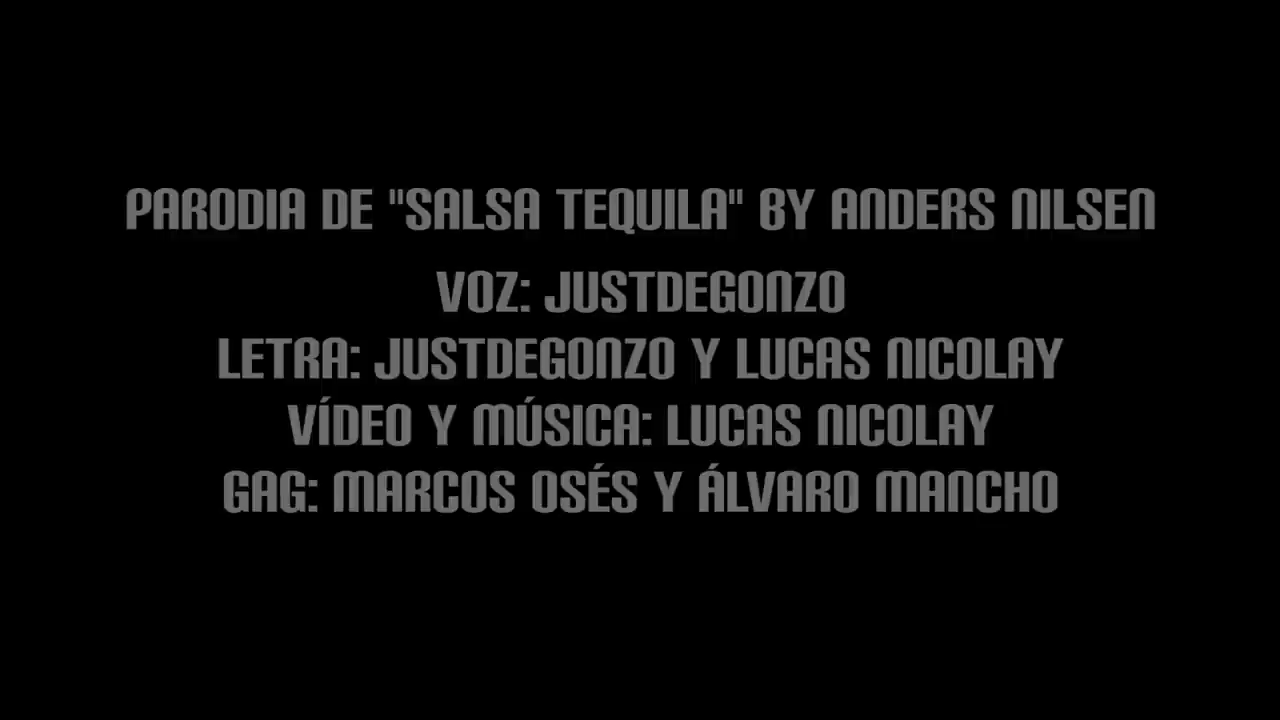 PARODIA DE "SALSA TEQUILA" BY ANDERS NILSEN
VOZ: JUSTDEGONZO
LETRA: JUSTDEGONZO Y LUCAS NICOLAY
VÍDEO Y MÚSICA: LUCAS NICOLAY
GAG: MARCOS OSÉS Y ÁLVARO MANCHO